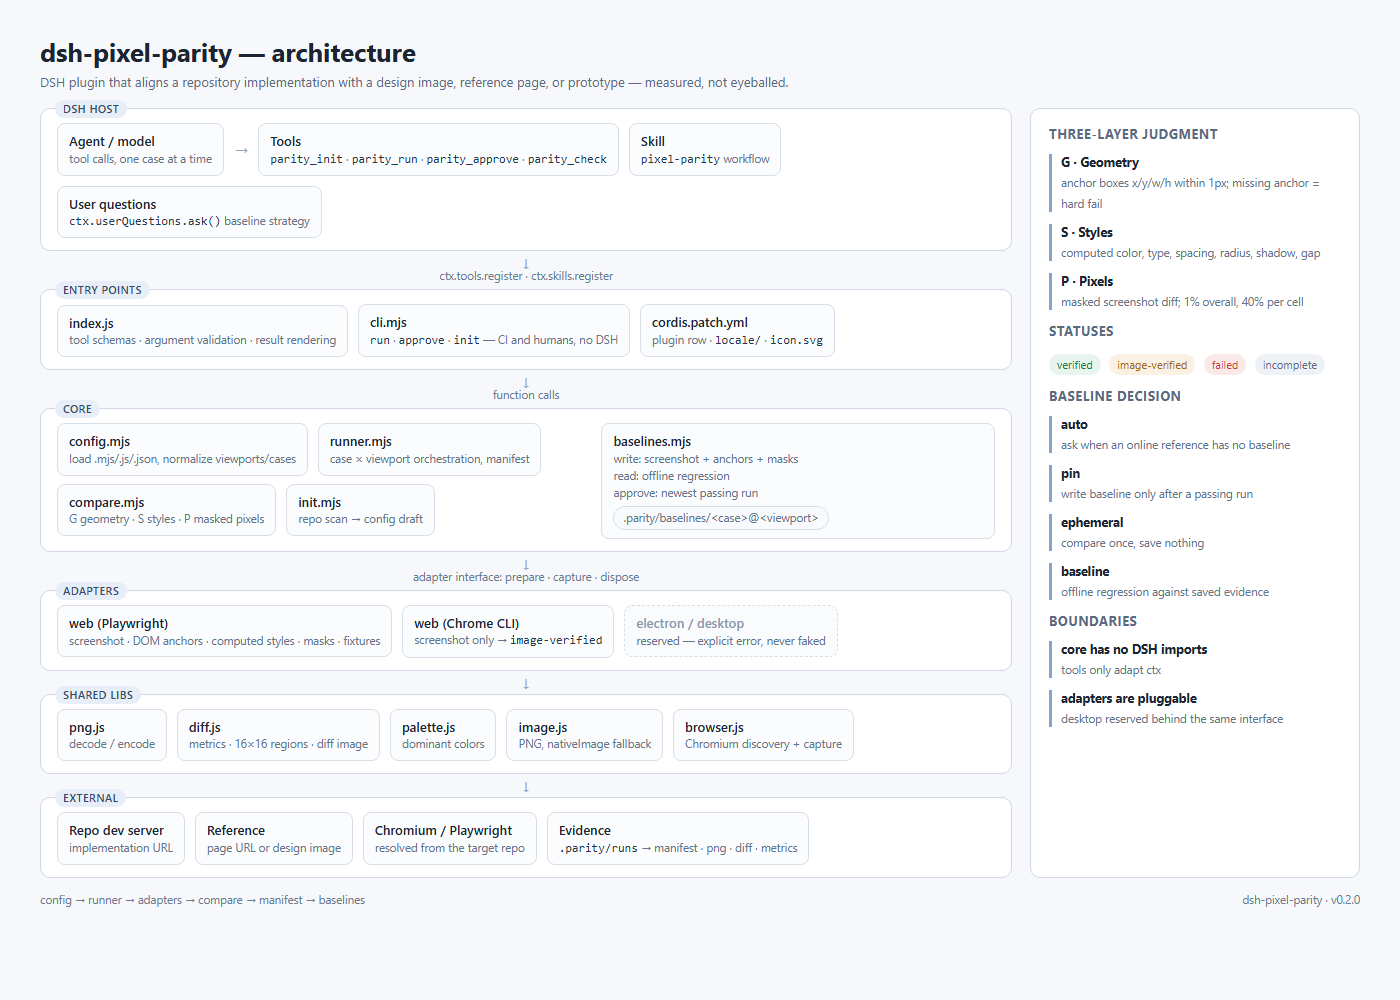 dsh-pixel-parity — architecture
DSH plugin that aligns a repository implementation with a design image, reference page, or prototype — measured, not eyeballed.
DSH HOST
Agent / model
tool calls, one case at a time
→
Tools
parity_init · parity_run · parity_approve · parity_check
Skill
pixel-parity workflow
User questions
ctx.userQuestions.ask() baseline strategy
↓
ctx.tools.register · ctx.skills.register
ENTRY POINTS
index.js
tool schemas · argument validation · result rendering
cli.mjs
run · approve · init — CI and humans, no DSH
cordis.patch.yml
plugin row · locale/ · icon.svg
↓
function calls
CORE
config.mjs
load .mjs/.js/.json, normalize viewports/cases
runner.mjs
case × viewport orchestration, manifest
compare.mjs
G geometry · S styles · P masked pixels
init.mjs
repo scan → config draft
baselines.mjs
write: screenshot + anchors + masks
read: offline regression
approve: newest passing run
.parity/baselines/<case>@<viewport>
↓
adapter interface: prepare · capture · dispose
ADAPTERS
web (Playwright)
screenshot · DOM anchors · computed styles · masks · fixtures
web (Chrome CLI)
screenshot only → image-verified
electron / desktop
reserved — explicit error, never faked
↓
SHARED LIBS
png.js
decode / encode
diff.js
metrics · 16×16 regions · diff image
palette.js
dominant colors
image.js
PNG, nativeImage fallback
browser.js
Chromium discovery + capture
↓
EXTERNAL
Repo dev server
implementation URL
Reference
page URL or design image
Chromium / Playwright
resolved from the target repo
Evidence
.parity/runs → manifest · png · diff · metrics
THREE-LAYER JUDGMENT
G · Geometry
anchor boxes x/y/w/h within 1px; missing anchor =
hard fail
S · Styles
computed color, type, spacing, radius, shadow, gap
P · Pixels
masked screenshot diff; 1% overall, 40% per cell
STATUSES
verified
image-verified
failed
incomplete
BASELINE DECISION
auto
ask when an online reference has no baseline
pin
write baseline only after a passing run
ephemeral
compare once, save nothing
baseline
offline regression against saved evidence
BOUNDARIES
core has no DSH imports
tools only adapt ctx
adapters are pluggable
desktop reserved behind the same interface
config → runner → adapters → compare → manifest → baselines
dsh-pixel-parity · v0.2.0